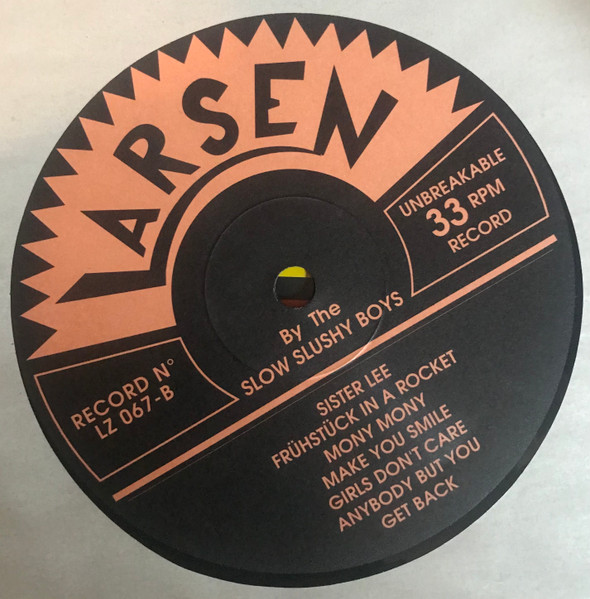 LARSEN
UNBREAKABLE
33 RPM
RECORD
RECORD N°
LZ 067-B
By The
SLOW SLUSHY BOYS
SISTER LEE
FRÜHSTÜCK IN A ROCKET
MONY MONY
MAKE YOU SMILE
GIRLS DON'T CARE
ANYBODY BUT YOU
GET BACK